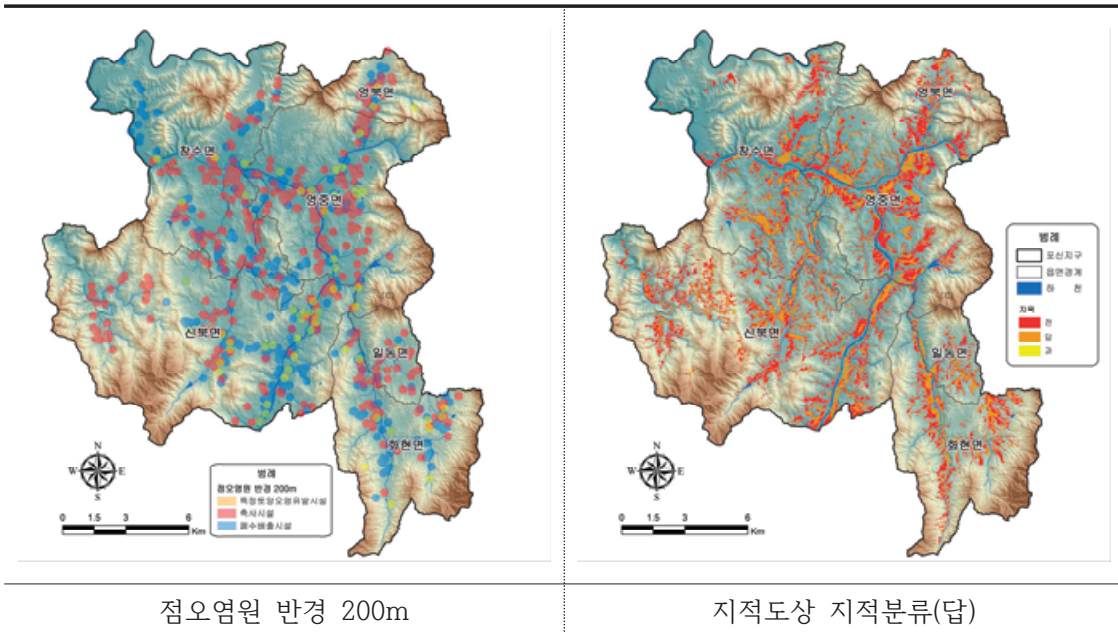 영북면
창수면
영중면
신북면
일동면
화현면
N
W E
S
0 1.5 3 6
Km
범례
점오염원 반경 200m
특정토양오염유발시설
축사시설
폐수배출시설
영북면
창수면
영중면
신북면
일동면
화현면
N
W E
S
0 1.5 3 6
Km
범례
포신지구
읍면경계
하 천
지목
전
답
과
점오염원 반경 200m
지적도상 지적분류(답)